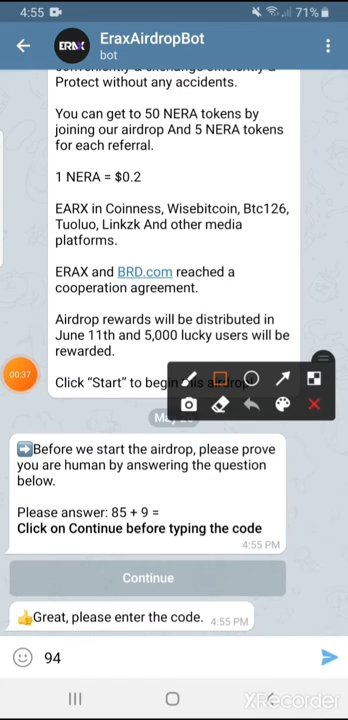 4:55
71%
EraxAirdropBot
bot
ERAX
Protect without any accidents.
You can get to 50 NERA tokens by
joining our airdrop And 5 NERA tokens
for each referral.
1 NERA = $0.2
EARX in Coinness, Wisebitcoin, Btc126,
Tuoluo, Linkzk And other media
platforms.
ERAX and BRD.com reached a
cooperation agreement.
Airdrop rewards will be distributed in
June 11th and 5,000 lucky users will be
rewarded.
00:37
Click “Start” to begin this airdrop!
➡Before we start the airdrop, please prove
you are human by answering the question
below.
Please answer: 85 + 9 =
Click on Continue before typing the code
4:55 PM
Continue
👍Great, please enter the code. 4:55 PM
94
XRecorder